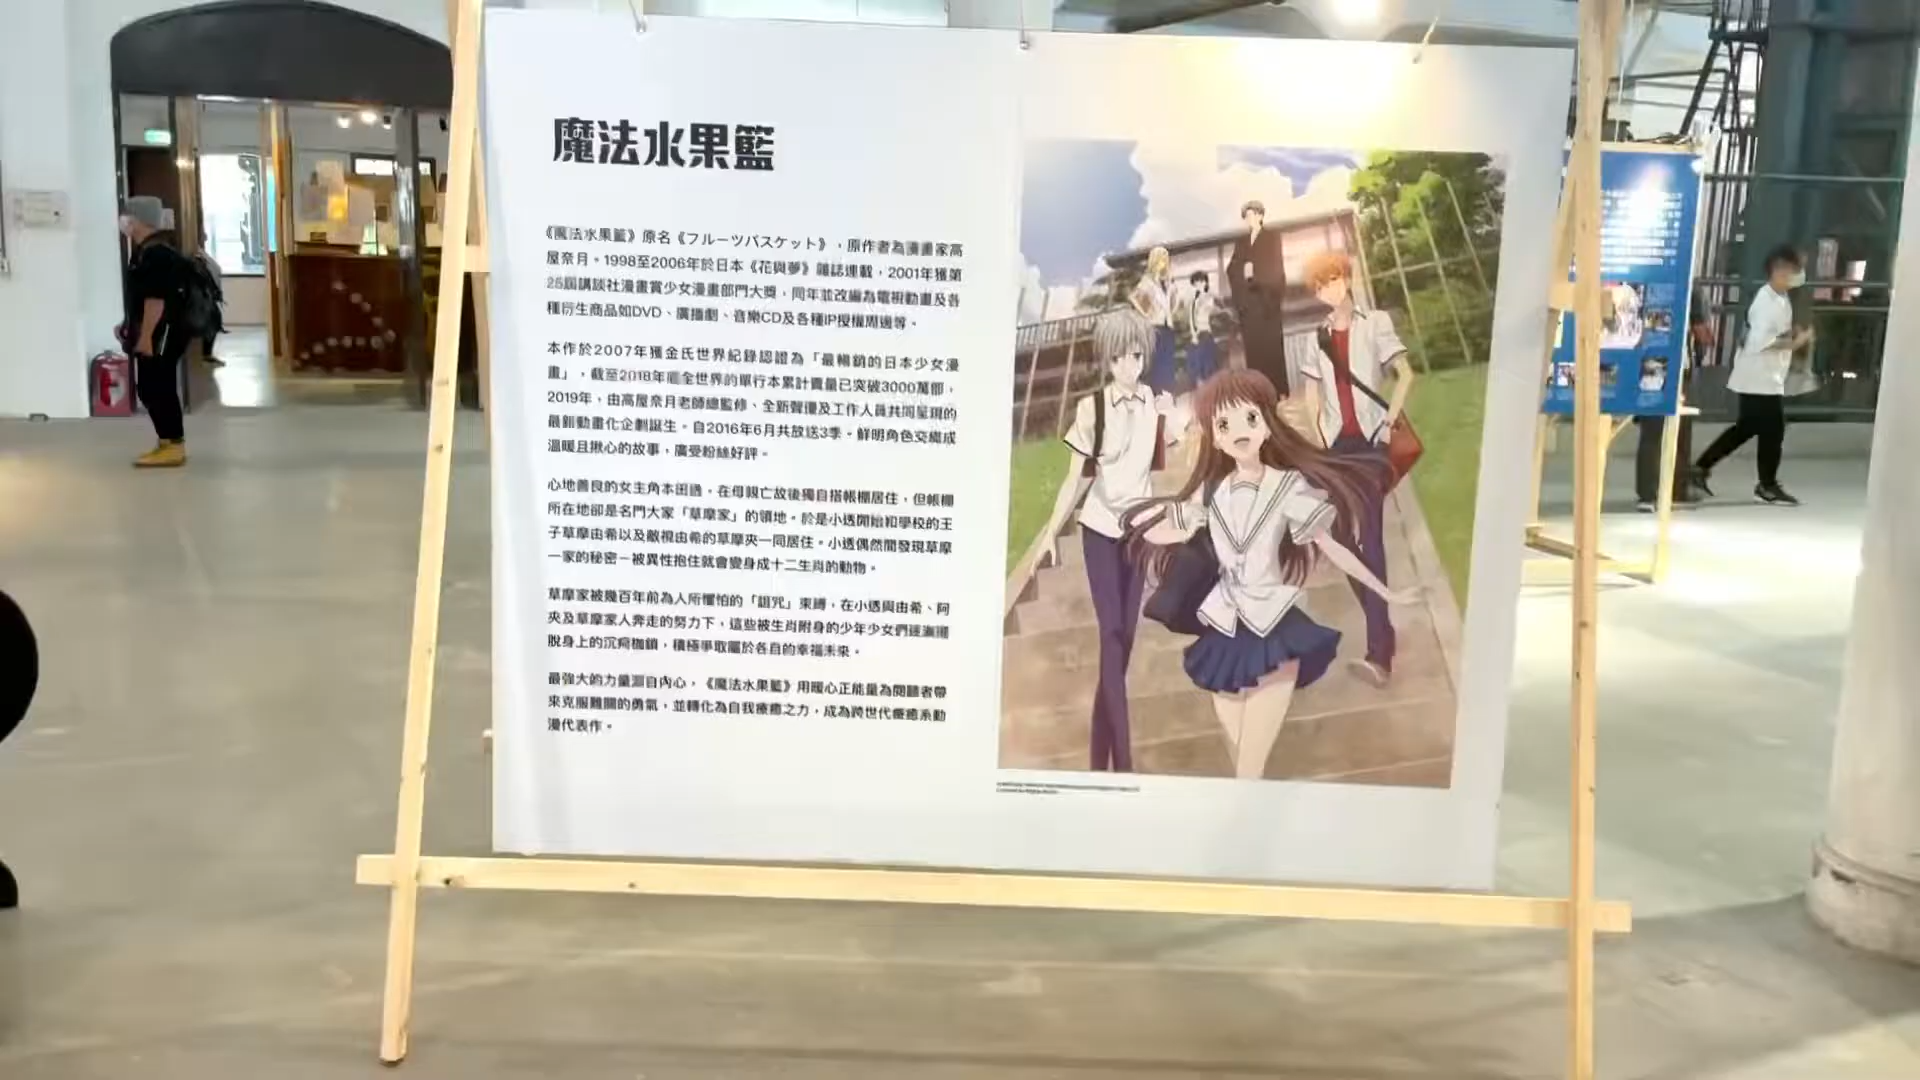 魔法水果籃
《魔法水果籃》原名《フルーツバスケット》，原作者為漫畫家高
屋奈月。1998至2006年於日本《花與夢》雜誌連載，2001年獲第
25屆講談社漫畫賞少女漫畫部門大獎，同年並改編為電視動畫及各
種衍生商品如DVD、廣播劇、音樂CD及各種IP授權周邊等。
本作於2007年獲金氏世界紀錄認證為「最暢銷的日本少女漫
畫」，截至2018年底全世界的單行本累計賣量已突破3000萬部，
2019年，由高屋奈月老師總監修、全新聲優及工作人員共同呈現的
最新動畫化企劃誕生。自2016年6月共放送3季。鮮明角色交織成
溫暖且揪心的故事，廣受粉絲好評。
心地善良的女主角本田透，在母親亡故後獨自搭帳棚居住，但帳棚
所在地卻是名門大家「草摩家」的領地。於是小透開始和學校的王
子草摩由希以及敵視由希的草摩夾一同居住。小透偶然間發現草摩
一家的秘密－被異性抱住就會變身成十二生肖的動物。
草摩家被幾百年前為人所懼怕的「詛咒」束縛，在小透與由希、阿
夾及草摩家人奔走的努力下，這些被生肖附身的少年少女們逐漸擺
脫身上的沉痾枷鎖，積極爭取屬於各自的幸福未來。
最強大的力量源自內心，《魔法水果籃》用暖心正能量為閱聽者帶
來克服難關的勇氣，並轉化為自我療癒之力，成為跨世代療癒系動
漫代表作。